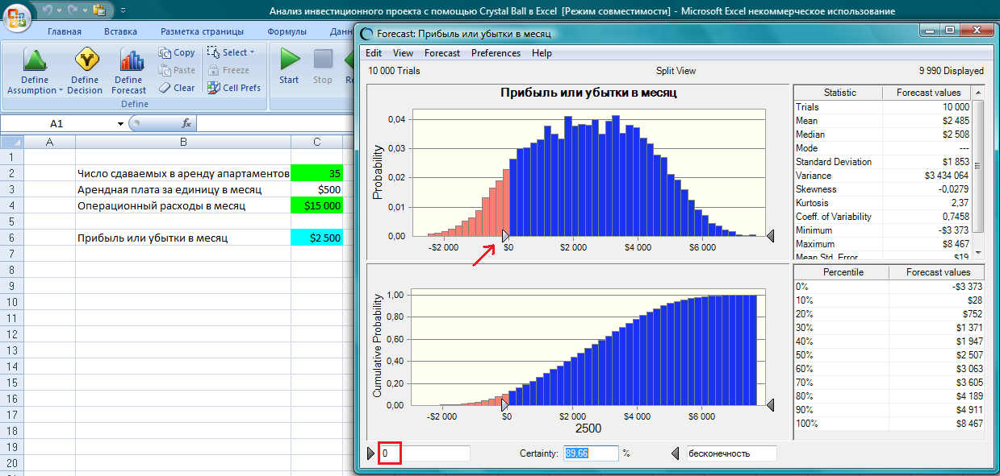 Анализ инвестиционного проекта с помощью Crystal Ball в Excel [Режим совместимости] - Microsoft Excel некоммерческое использование
Главная Вставка Разметка страницы Формулы Данн
Define Assumption
Define Decision
Define Forecast
Copy
Paste
Clear
Select
Freeze
Cell Prefs
Define
Start
Stop
Re
A1
fx
A B C
1
2 Число сдаваемых в аренду апартаментов 35
3 Арендная плата за единицу в месяц $500
4 Операционный расходы в месяц $15 000
5
6 Прибыль или убытки в месяц $2 500
7
8
9
10
11
12
13
14
15
16
17
18
19
20
Forecast: Прибыль или убытки в месяц
Edit View Forecast Preferences Help
10 000 Trials Split View 9 990 Displayed
Прибыль или убытки в месяц
Probability
0,04
0,03
0,02
0,01
0,00
-$2 000 $0 $2 000 $4 000 $6 000
Statistic Forecast values
Trials 10 000
Mean $2 485
Median $2 508
Mode ---
Standard Deviation $1 853
Variance $3 434 064
Skewness -0,0279
Kurtosis 2,37
Coeff. of Variability 0,7458
Minimum -$3 373
Maximum $8 467
Mean Std. Error $19
Cumulative Probability
1,00
0,80
0,60
0,40
0,20
0,00
-$2 000 $0 $2 000 $4 000 $6 000
2500
Percentile Forecast values
0% -$3 373
10% $28
20% $752
30% $1 371
40% $1 947
50% $2 507
60% $3 063
70% $3 605
80% $4 189
90% $4 911
100% $8 467
0 Certainty: 89,66 % бесконечность